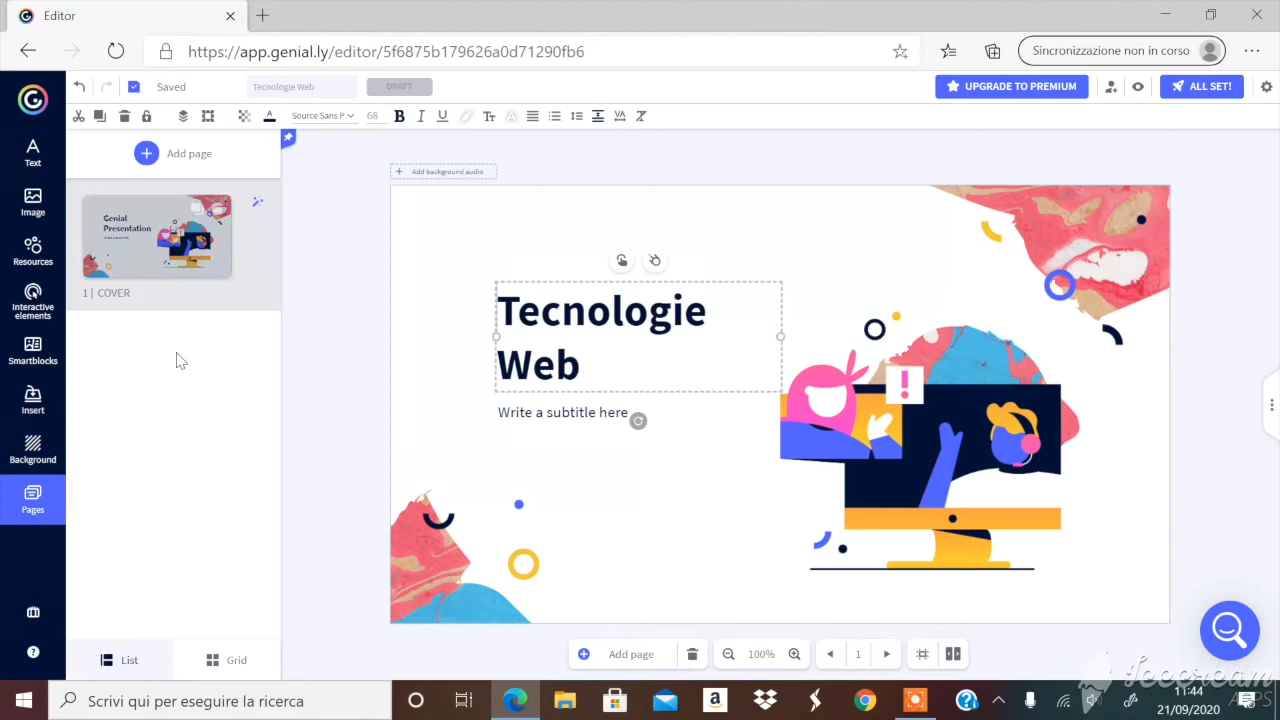 Editor
https://app.genial.ly/editor/5f6875b179626a0d71290fb6
Sincronizzazione non in corso
Saved
Tecnologie Web
DRAFT
UPGRADE TO PREMIUM
ALL SET!
Source Sans P
68
B
I
U
Text
Image
Resources
Interactive
elements
Smartblocks
Insert
Background
Pages
Add page
Genial
Presentation
1 | COVER
List
Grid
Add background audio
Tecnologie
Web
Write a subtitle here
!
Add page
100%
1
Scrivi qui per eseguire la ricerca
11:44
21/09/2020
APPS